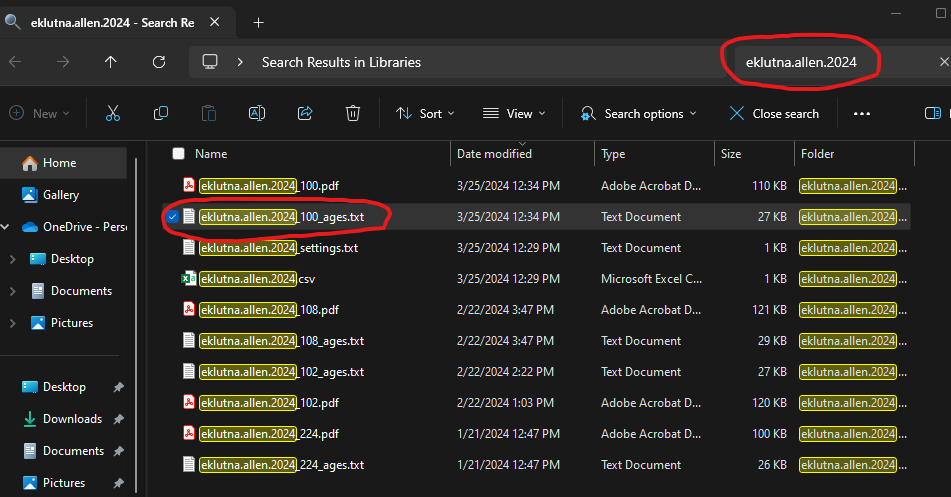 eklutna.allen.2024 - Search Re
Search Results in Libraries
eklutna.allen.2024
New
Sort
View
Search options
Close search
Name Date modified Type Size Folder
eklutna.allen.2024_100.pdf 3/25/2024 12:34 PM Adobe Acrobat D... 110 KB eklutna.allen.2024...
eklutna.allen.2024_100_ages.txt 3/25/2024 12:34 PM Text Document 27 KB eklutna.allen.2024...
eklutna.allen.2024_settings.txt 3/25/2024 12:29 PM Text Document 1 KB eklutna.allen.2024...
eklutna.allen.2024.csv 3/25/2024 12:29 PM Microsoft Excel C... 1 KB eklutna.allen.2024...
eklutna.allen.2024_108.pdf 2/22/2024 3:47 PM Adobe Acrobat D... 121 KB eklutna.allen.2024...
eklutna.allen.2024_108_ages.txt 2/22/2024 3:47 PM Text Document 29 KB eklutna.allen.2024...
eklutna.allen.2024_102_ages.txt 2/22/2024 2:22 PM Text Document 27 KB eklutna.allen.2024...
eklutna.allen.2024_102.pdf 2/22/2024 1:03 PM Adobe Acrobat D... 120 KB eklutna.allen.2024...
eklutna.allen.2024_224.pdf 1/21/2024 12:47 PM Adobe Acrobat D... 100 KB eklutna.allen.2024...
eklutna.allen.2024_224_ages.txt 1/21/2024 12:47 PM Text Document 26 KB eklutna.allen.2024...
Home
Gallery
OneDrive - Perso
Desktop
Documents
Pictures
Desktop
Downloads
Documents
Pictures